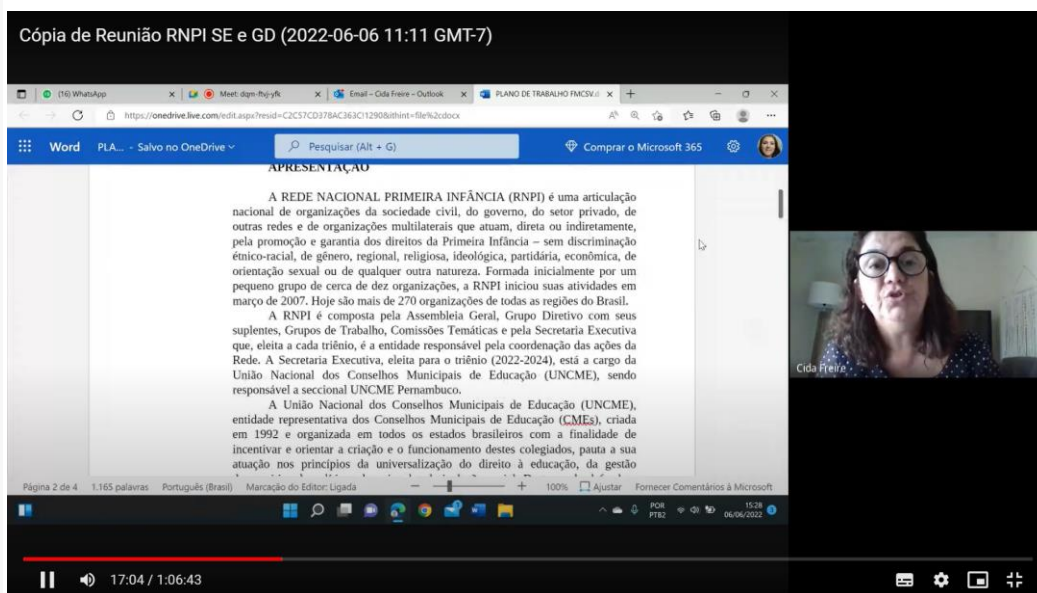 Cópia de Reunião RNPI SE e GD (2022-06-06 11:11 GMT-7)
(16) WhatsApp
Meet: dqm-fhvj-yfk
Email – Cida Freire – Outlook
PLANO DE TRABALHO FMCSV.d
https://onedrive.live.com/edit.aspx?resid=C2C57CD378AC363C!1290&ithint=file%2cdocx
Word PLA... - Salvo no OneDrive
Pesquisar (Alt + G)
Comprar o Microsoft 365
APRESENTAÇÃO
A REDE NACIONAL PRIMEIRA INFÂNCIA (RNPI) é uma articulação
nacional de organizações da sociedade civil, do governo, do setor privado, de
outras redes e de organizações multilaterais que atuam, direta ou indiretamente,
pela promoção e garantia dos direitos da Primeira Infância – sem discriminação
étnico-racial, de gênero, regional, religiosa, ideológica, partidária, econômica, de
orientação sexual ou de qualquer outra natureza. Formada inicialmente por um
pequeno grupo de cerca de dez organizações, a RNPI iniciou suas atividades em
março de 2007. Hoje são mais de 270 organizações de todas as regiões do Brasil.
A RNPI é composta pela Assembleia Geral, Grupo Diretivo com seus
suplentes, Grupos de Trabalho, Comissões Temáticas e pela Secretaria Executiva
que, eleita a cada triênio, é a entidade responsável pela coordenação das ações da
Rede. A Secretaria Executiva, eleita para o triênio (2022-2024), está a cargo da
União Nacional dos Conselhos Municipais de Educação (UNCME), sendo
responsável a seccional UNCME Pernambuco.
A União Nacional dos Conselhos Municipais de Educação (UNCME),
entidade representativa dos Conselhos Municipais de Educação (CMEs), criada
em 1992 e organizada em todos os estados brasileiros com a finalidade de
incentivar e orientar a criação e o funcionamento destes colegiados, pauta a sua
atuação nos princípios da universalização do direito à educação, da gestão
Cida Freire
Página 2 de 4 1.165 palavras Português (Brasil) Marcação do Editor: Ligada
100% Ajustar Fornecer Comentários à Microsoft
POR
PTB2
15:28
06/06/2022
17:04 / 1:06:43